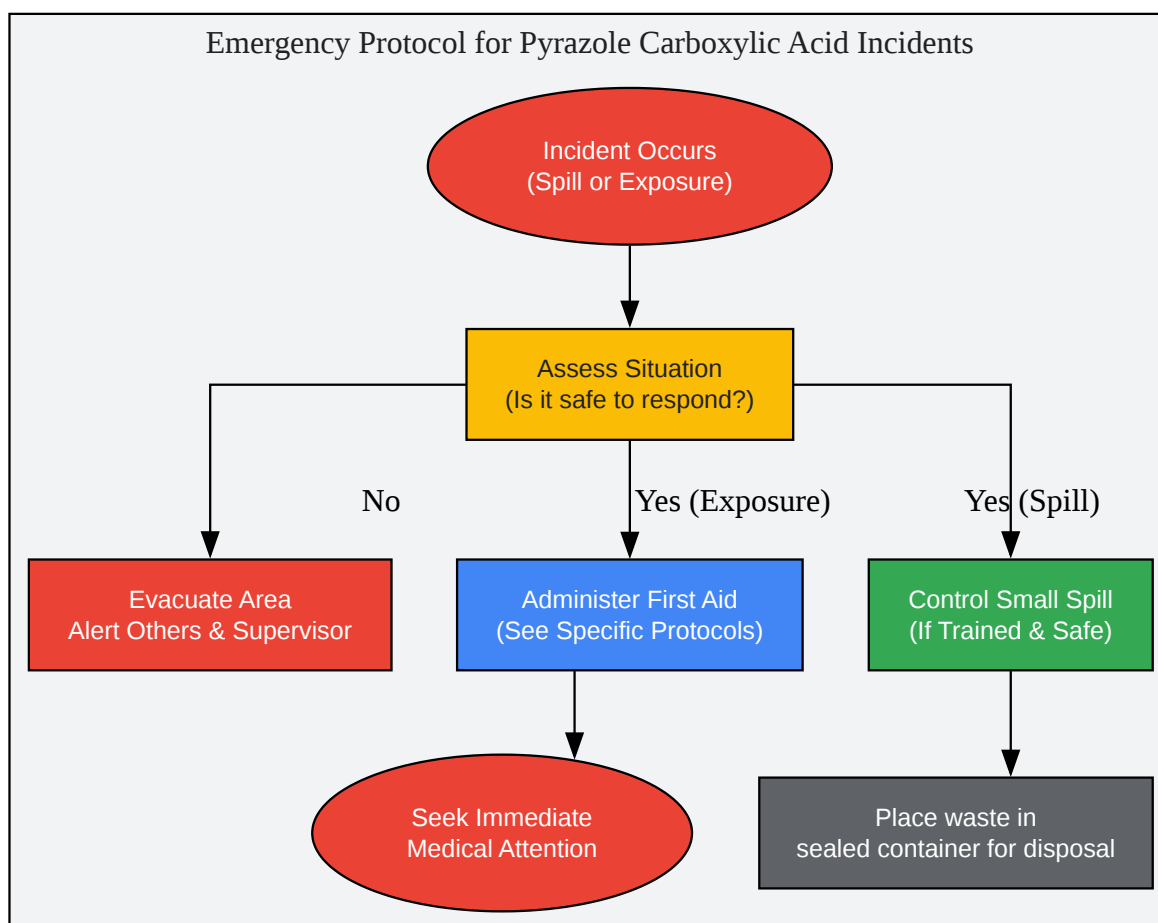 Emergency Protocol for Pyrazole Carboxylic Acid Incidents
Incident Occurs
(Spill or Exposure)
Assess Situation
(Is it safe to respond?)
No
Yes (Exposure)
Yes (Spill)
Evacuate Area
Alert Others & Supervisor
Administer First Aid
(See Specific Protocols)
Control Small Spill
(If Trained & Safe)
Seek Immediate
Medical Attention
Place waste in
sealed container for disposal